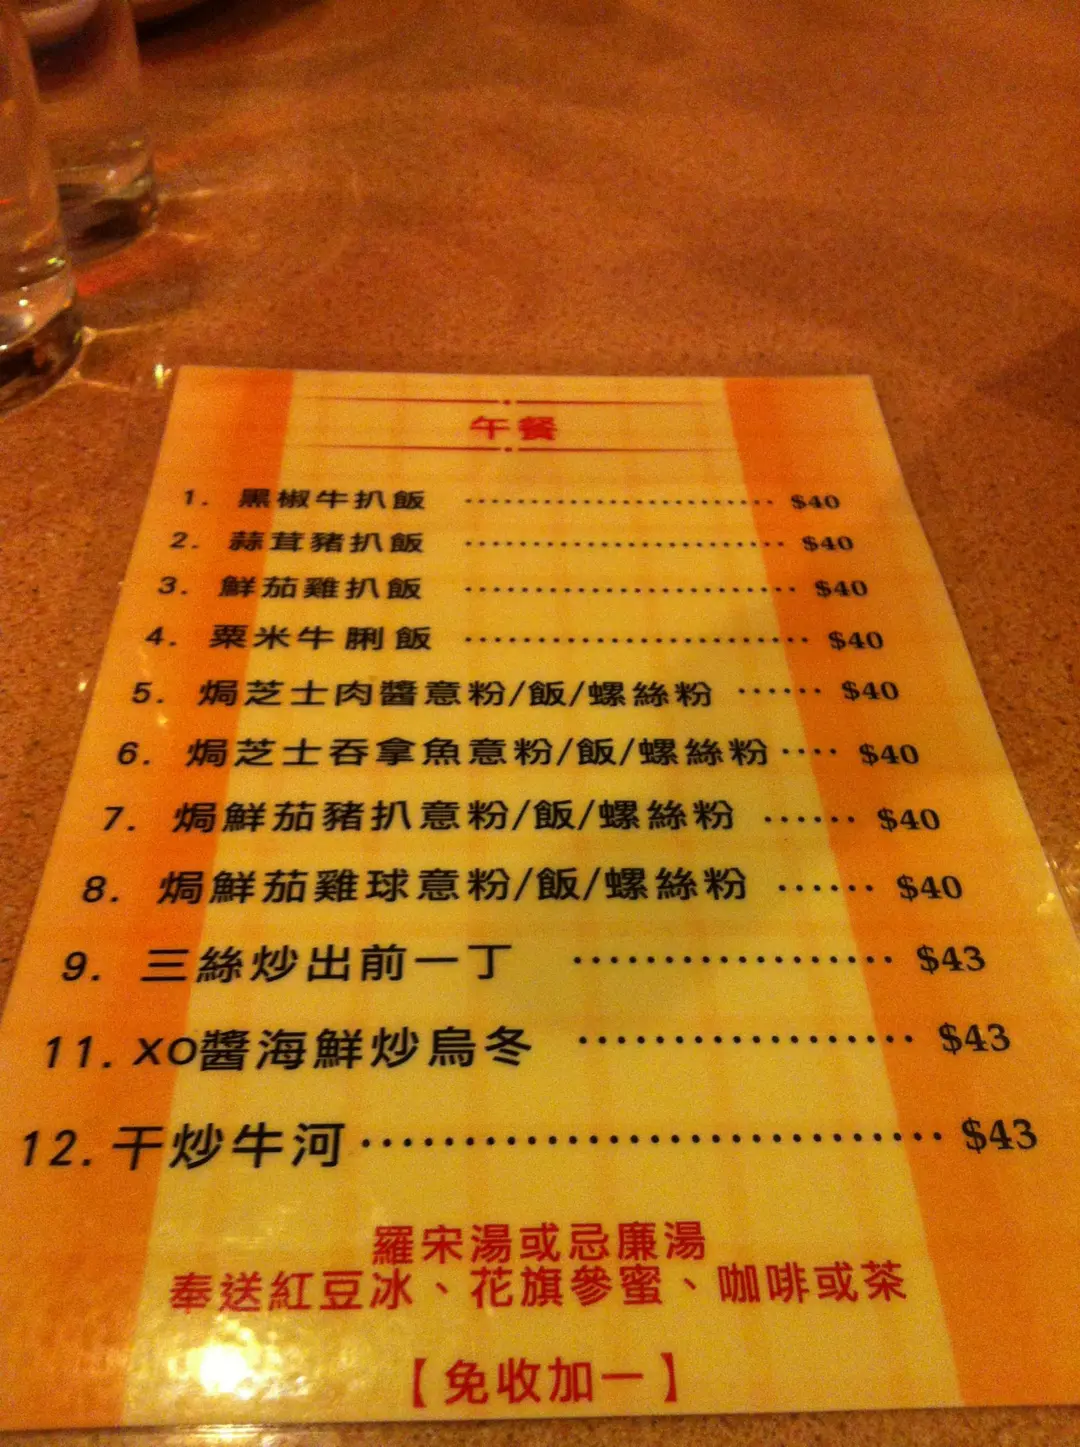 午餐
1. 黑椒牛扒飯 ........................ $40
2. 蒜茸豬扒飯 ........................ $40
3. 鮮茄雞扒飯 ........................ $40
4. 粟米牛脷飯 ........................ $40
5. 焗芝士肉醬意粉/飯/螺絲粉 ...... $40
6. 焗芝士吞拿魚意粉/飯/螺絲粉 .... $40
7. 焗鮮茄豬扒意粉/飯/螺絲粉 ...... $40
8. 焗鮮茄雞球意粉/飯/螺絲粉 ...... $40
9. 三絲炒出前一丁 .................. $43
11. XO醬海鮮炒烏冬 .................. $43
12. 干炒牛河 ............................. $43
羅宋湯或忌廉湯
奉送紅豆冰、花旗參蜜、咖啡或茶
【免收加一】